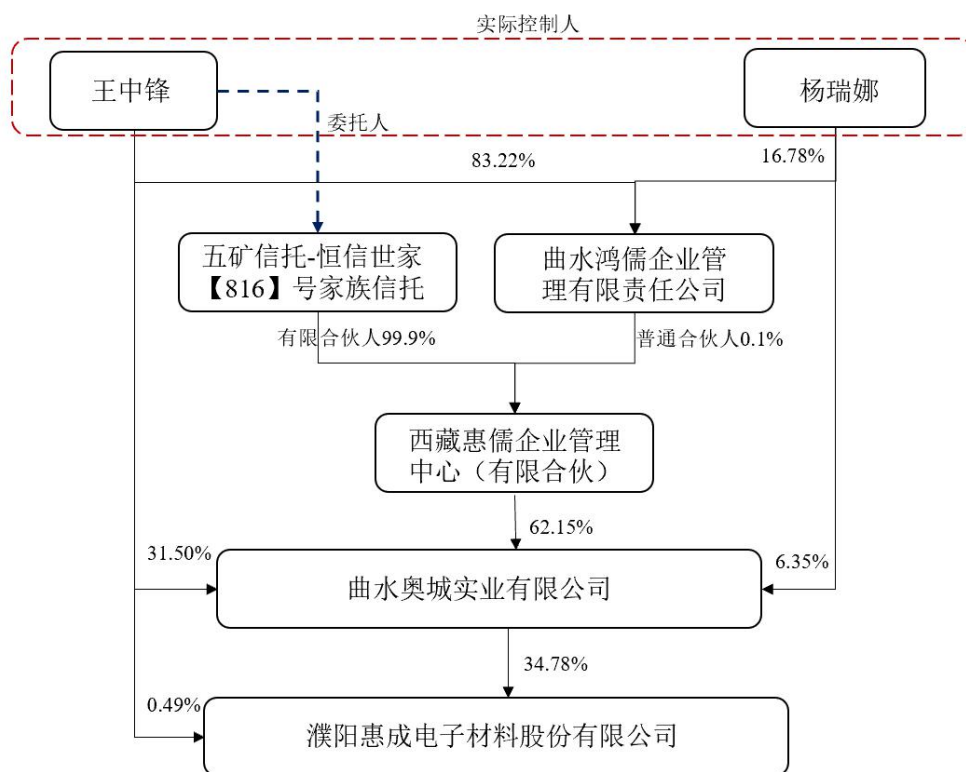 实际控制人
王中锋
杨瑞娜
委托人
83.22%
16.78%
五矿信托-恒信世家
【816】号家族信托
曲水鸿儒企业管
理有限责任公司
有限合伙人99.9%
普通合伙人0.1%
西藏惠儒企业管理
中心（有限合伙）
62.15%
31.50%
6.35%
曲水奥城实业有限公司
34.78%
0.49%
濮阳惠成电子材料股份有限公司